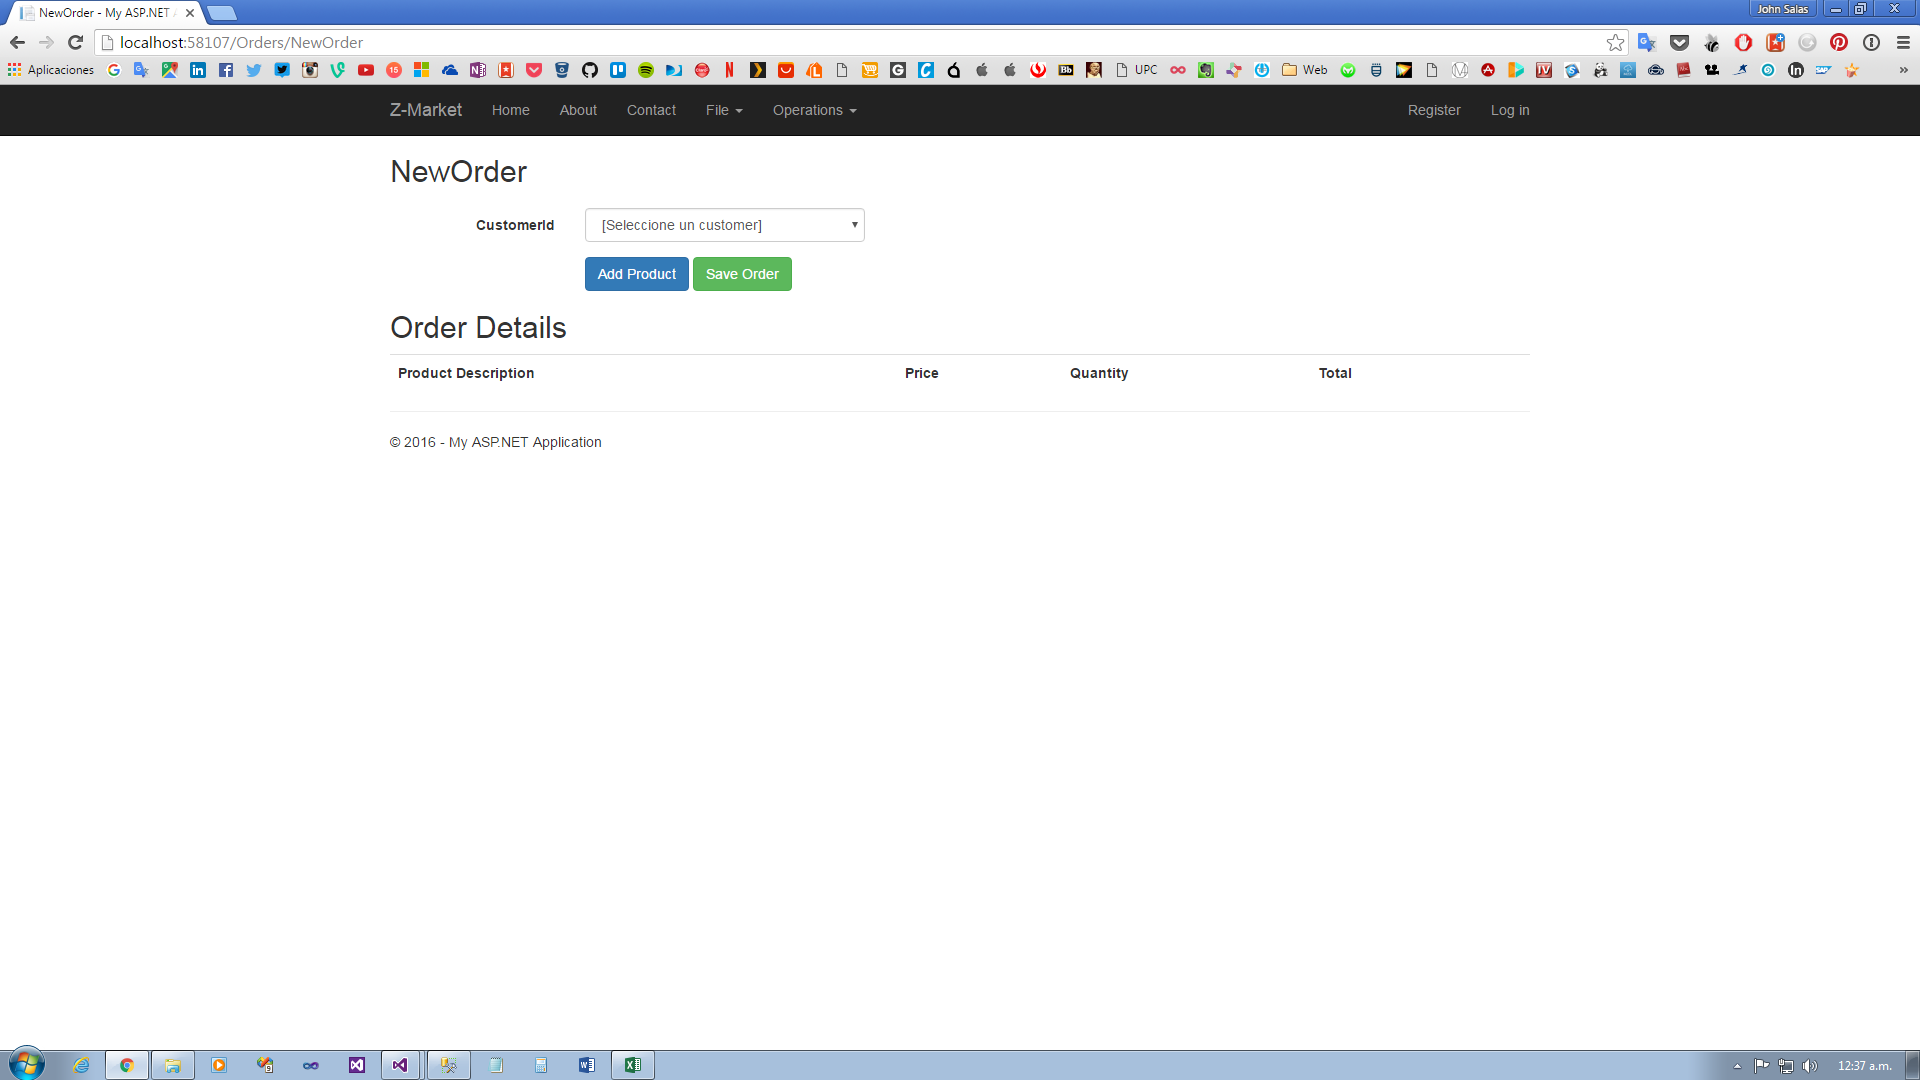 NewOrder - My ASP.NET
John Salas
localhost:58107/Orders/NewOrder
Aplicaciones
UPC
Web
Z-Market Home About Contact File Operations Register Log in
NewOrder
CustomerId [Seleccione un customer]
Add Product Save Order
Order Details
Product Description Price Quantity Total
© 2016 - My ASP.NET Application
12:37 a.m.